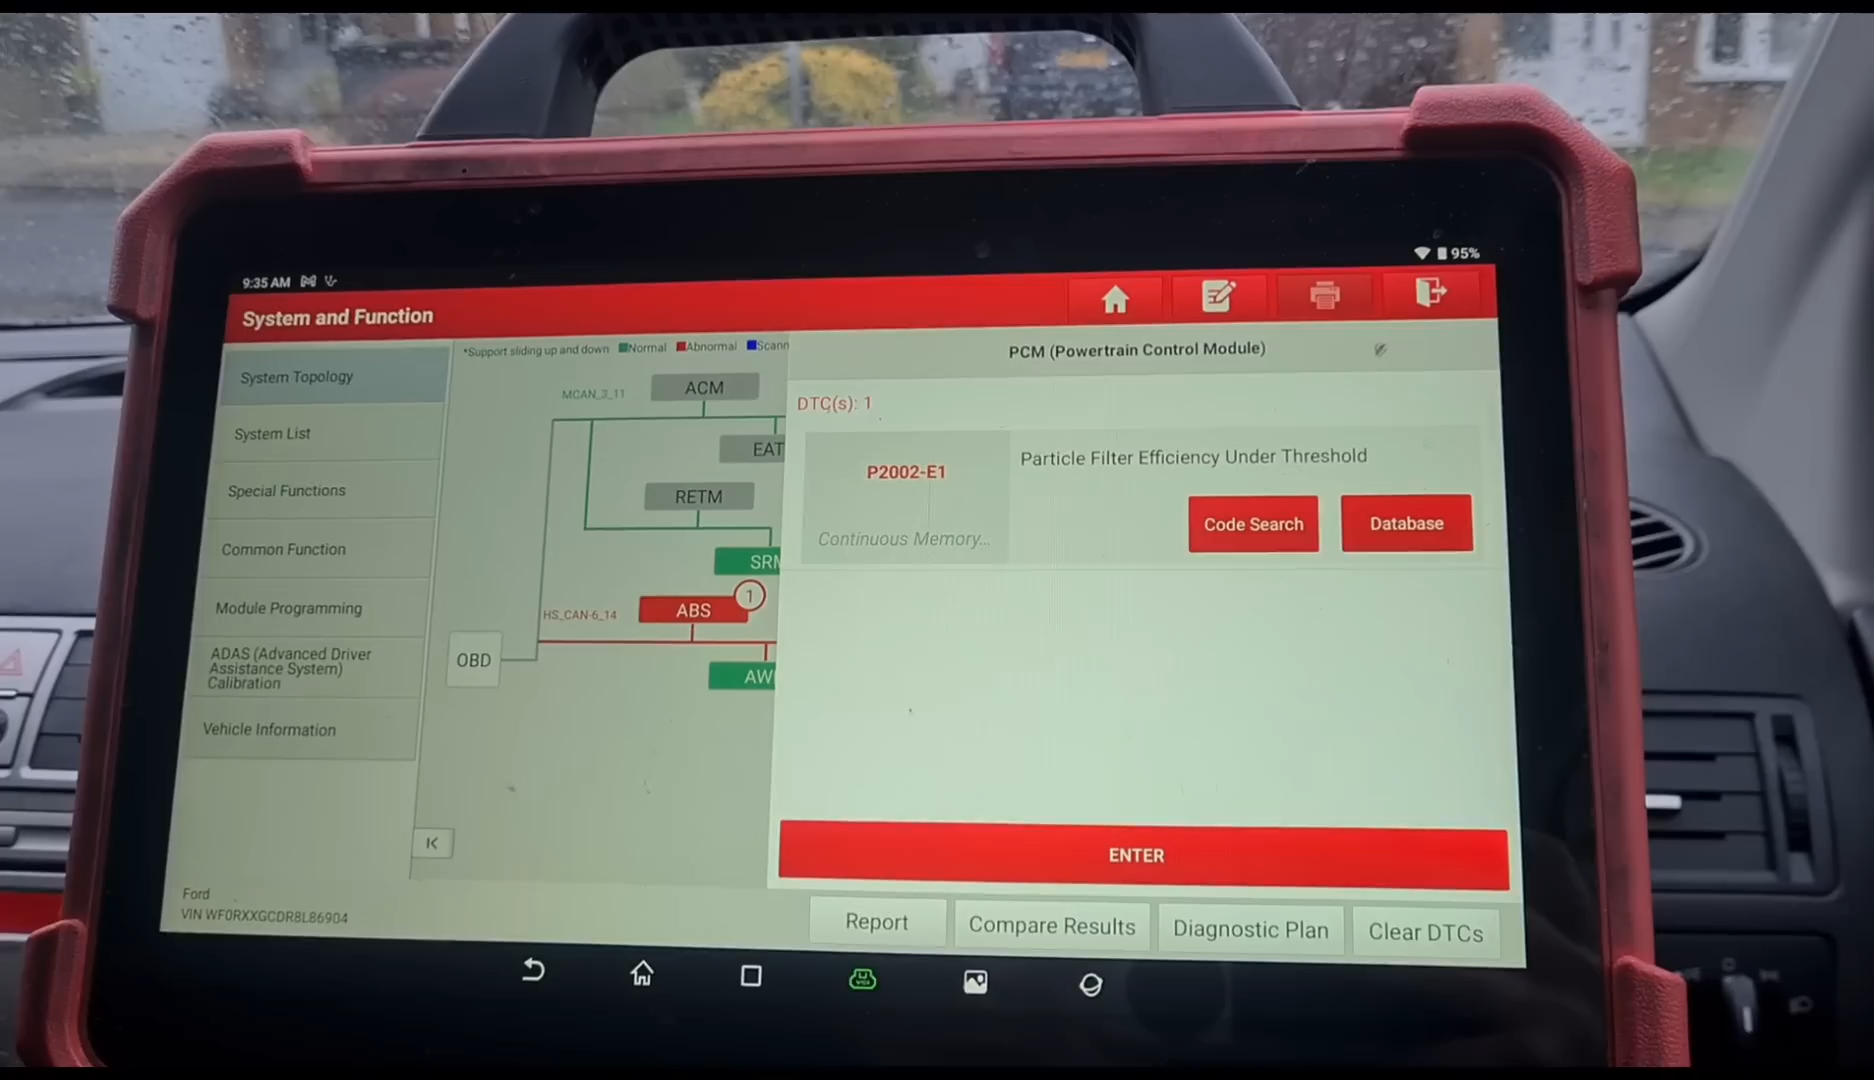 9:35 AM
95%
System and Function
System Topology
System List
Special Functions
Common Function
Module Programming
ADAS (Advanced Driver
Assistance System)
Calibration
Vehicle Information
Ford
VIN WF0RXXGCDR8L86904
*Support sliding up and down Normal Abnormal Scann
MCAN_3_11
ACM
EAT
RETM
SRM
HS_CAN-6_14
ABS
1
OBD
AW
PCM (Powertrain Control Module)
DTC(s): 1
P2002-E1
Continuous Memory...
Particle Filter Efficiency Under Threshold
Code Search
Database
ENTER
Report
Compare Results
Diagnostic Plan
Clear DTCs